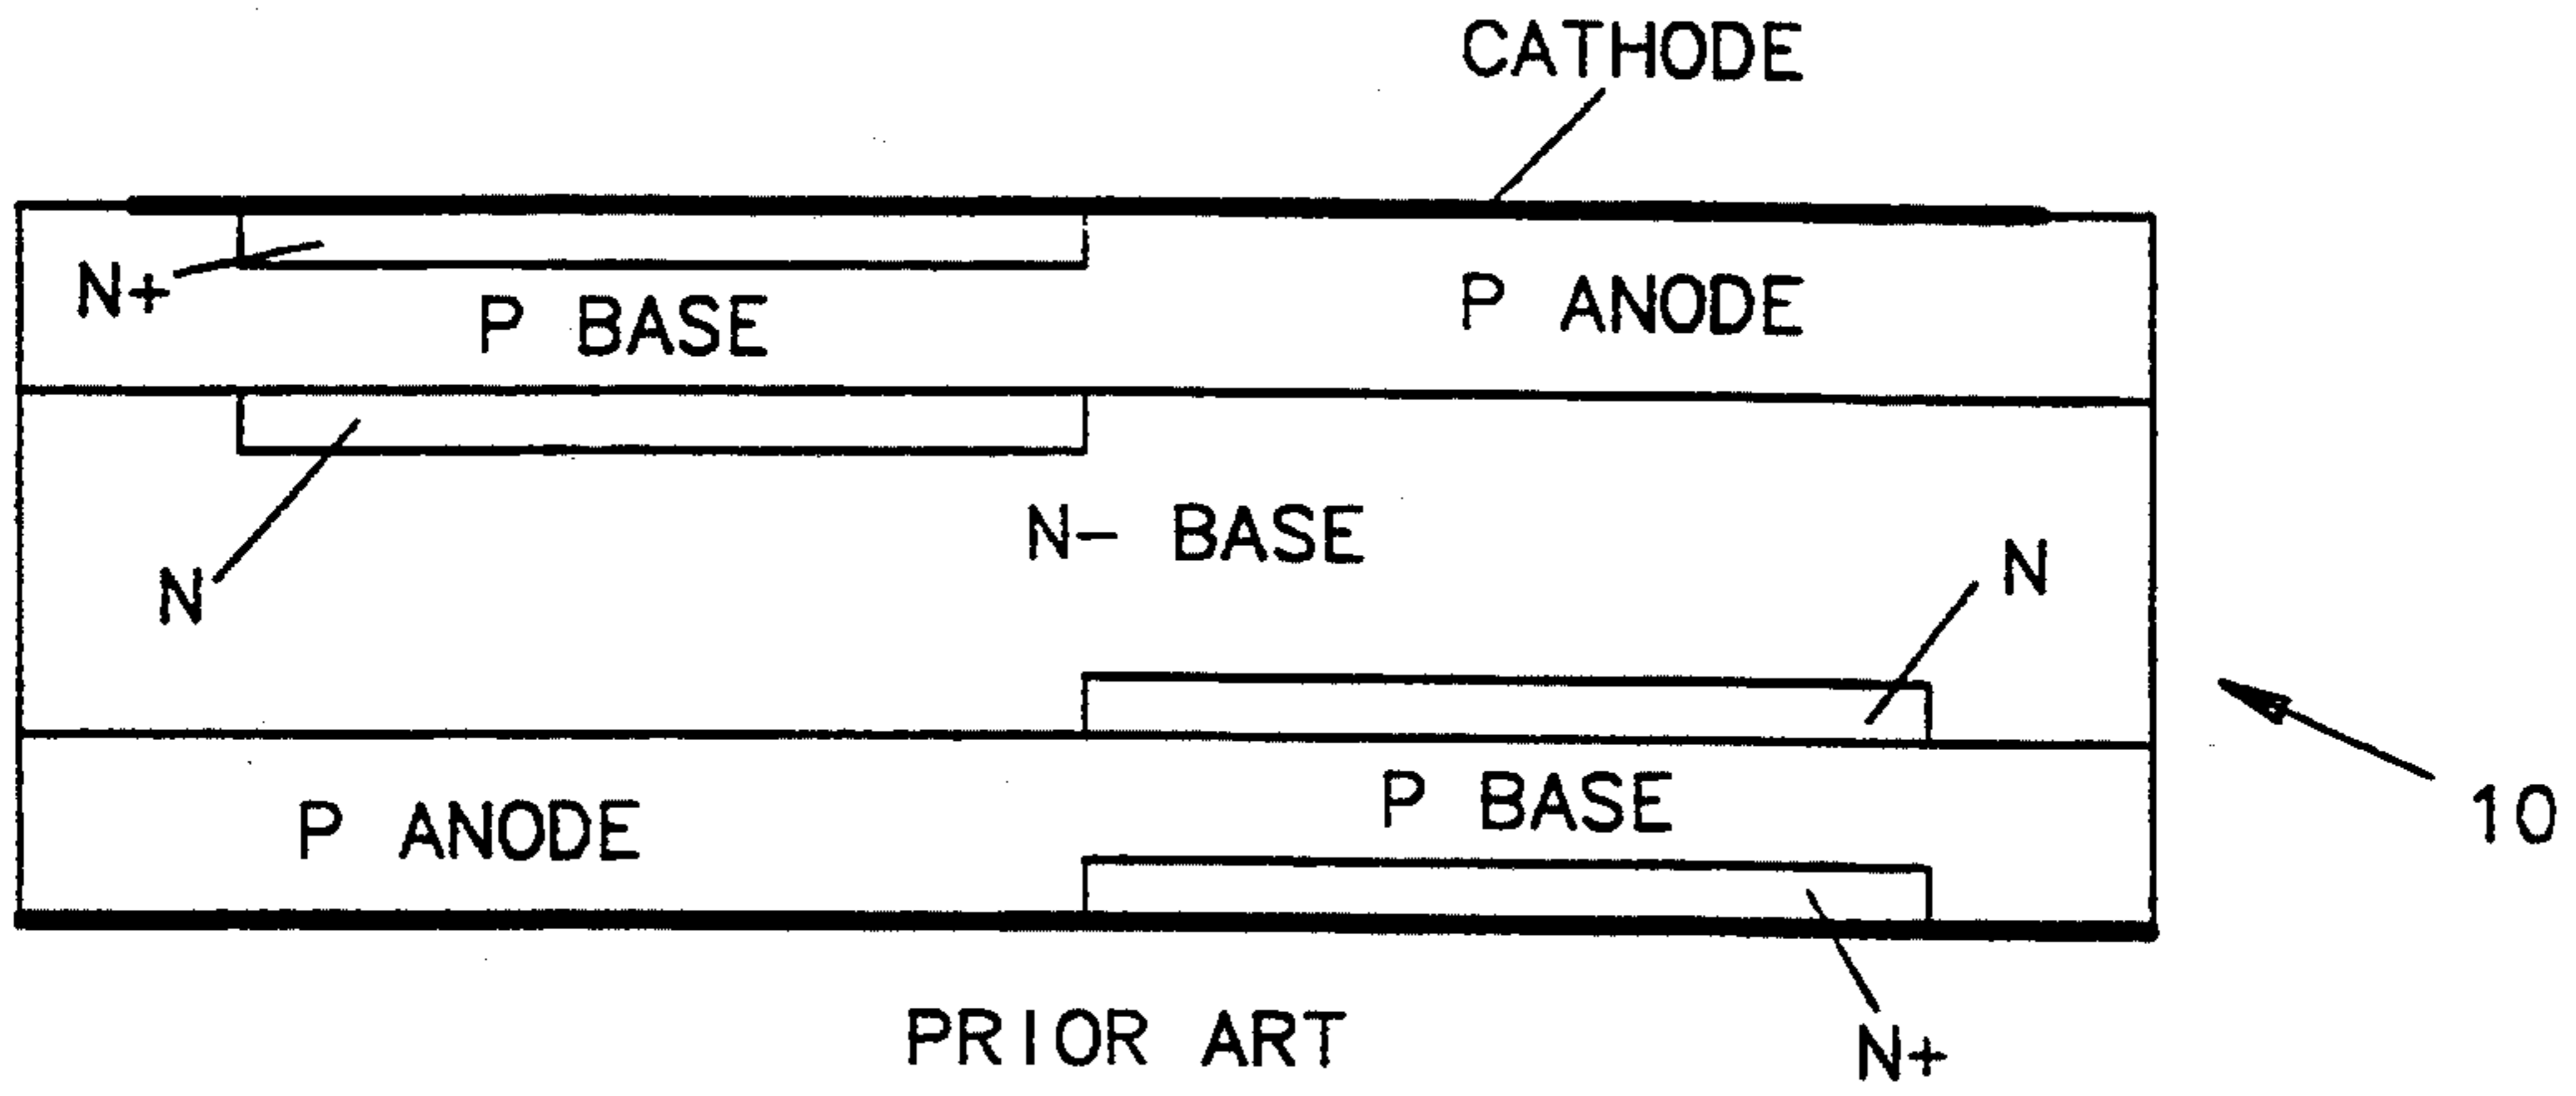 CATHODE
N+
P BASE
P ANODE
N
N- BASE
N
P ANODE
P BASE
10
PRIOR ART
N+